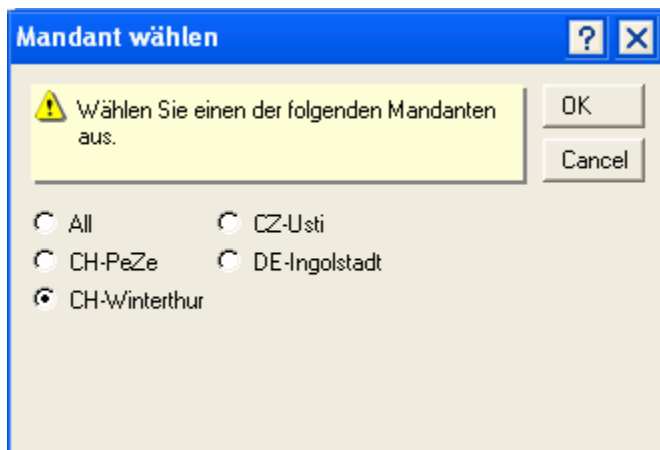 Mandant wählen
Wählen Sie einen der folgenden Mandanten
aus.
OK
Cancel
All
CZ-Usti
CH-PeZe
DE-Ingolstadt
CH-Winterthur